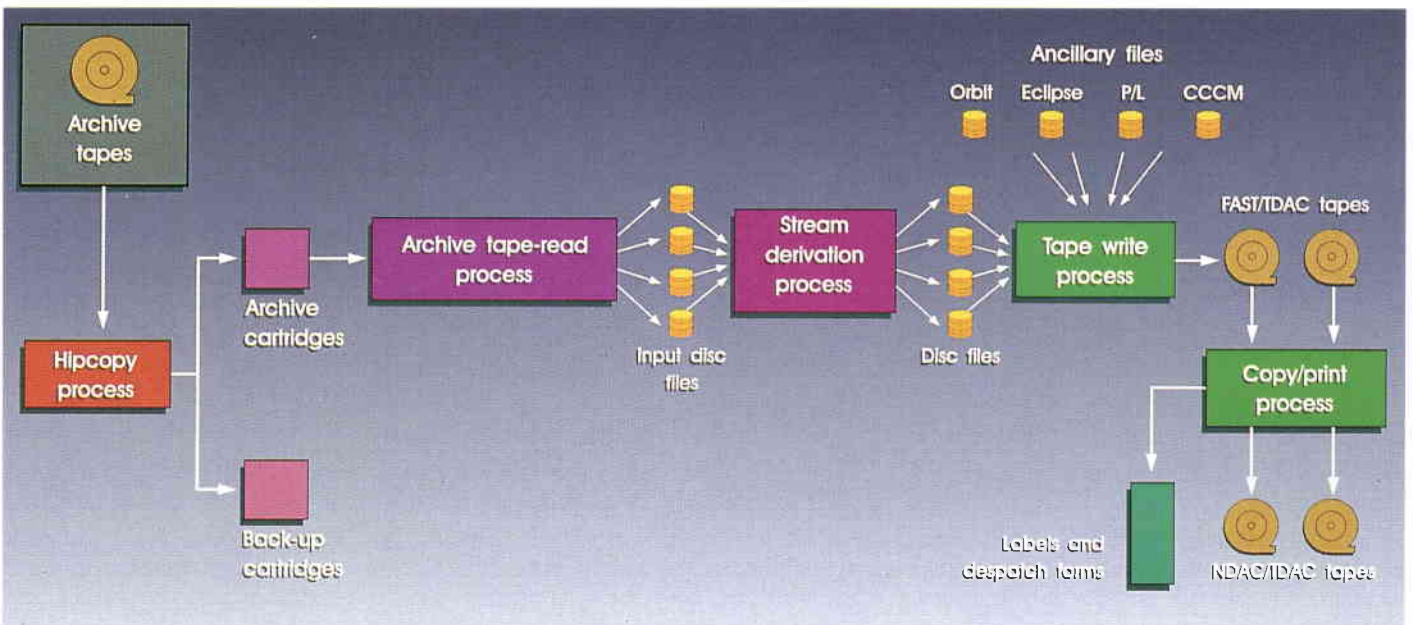 Archive
tapes
Ancillary files
Orbit Eclipse P/L CCCM
FAST/TDAC tapes
Archive tape-read
process
Stream
derivation
process
Tape write
process
Archive
cartridges
Input disc
files
Disc files
Hipcopy
process
Copy/print
process
Back-up
cartridges
Labels and
despatch forms
NDAC/IDAC tapes